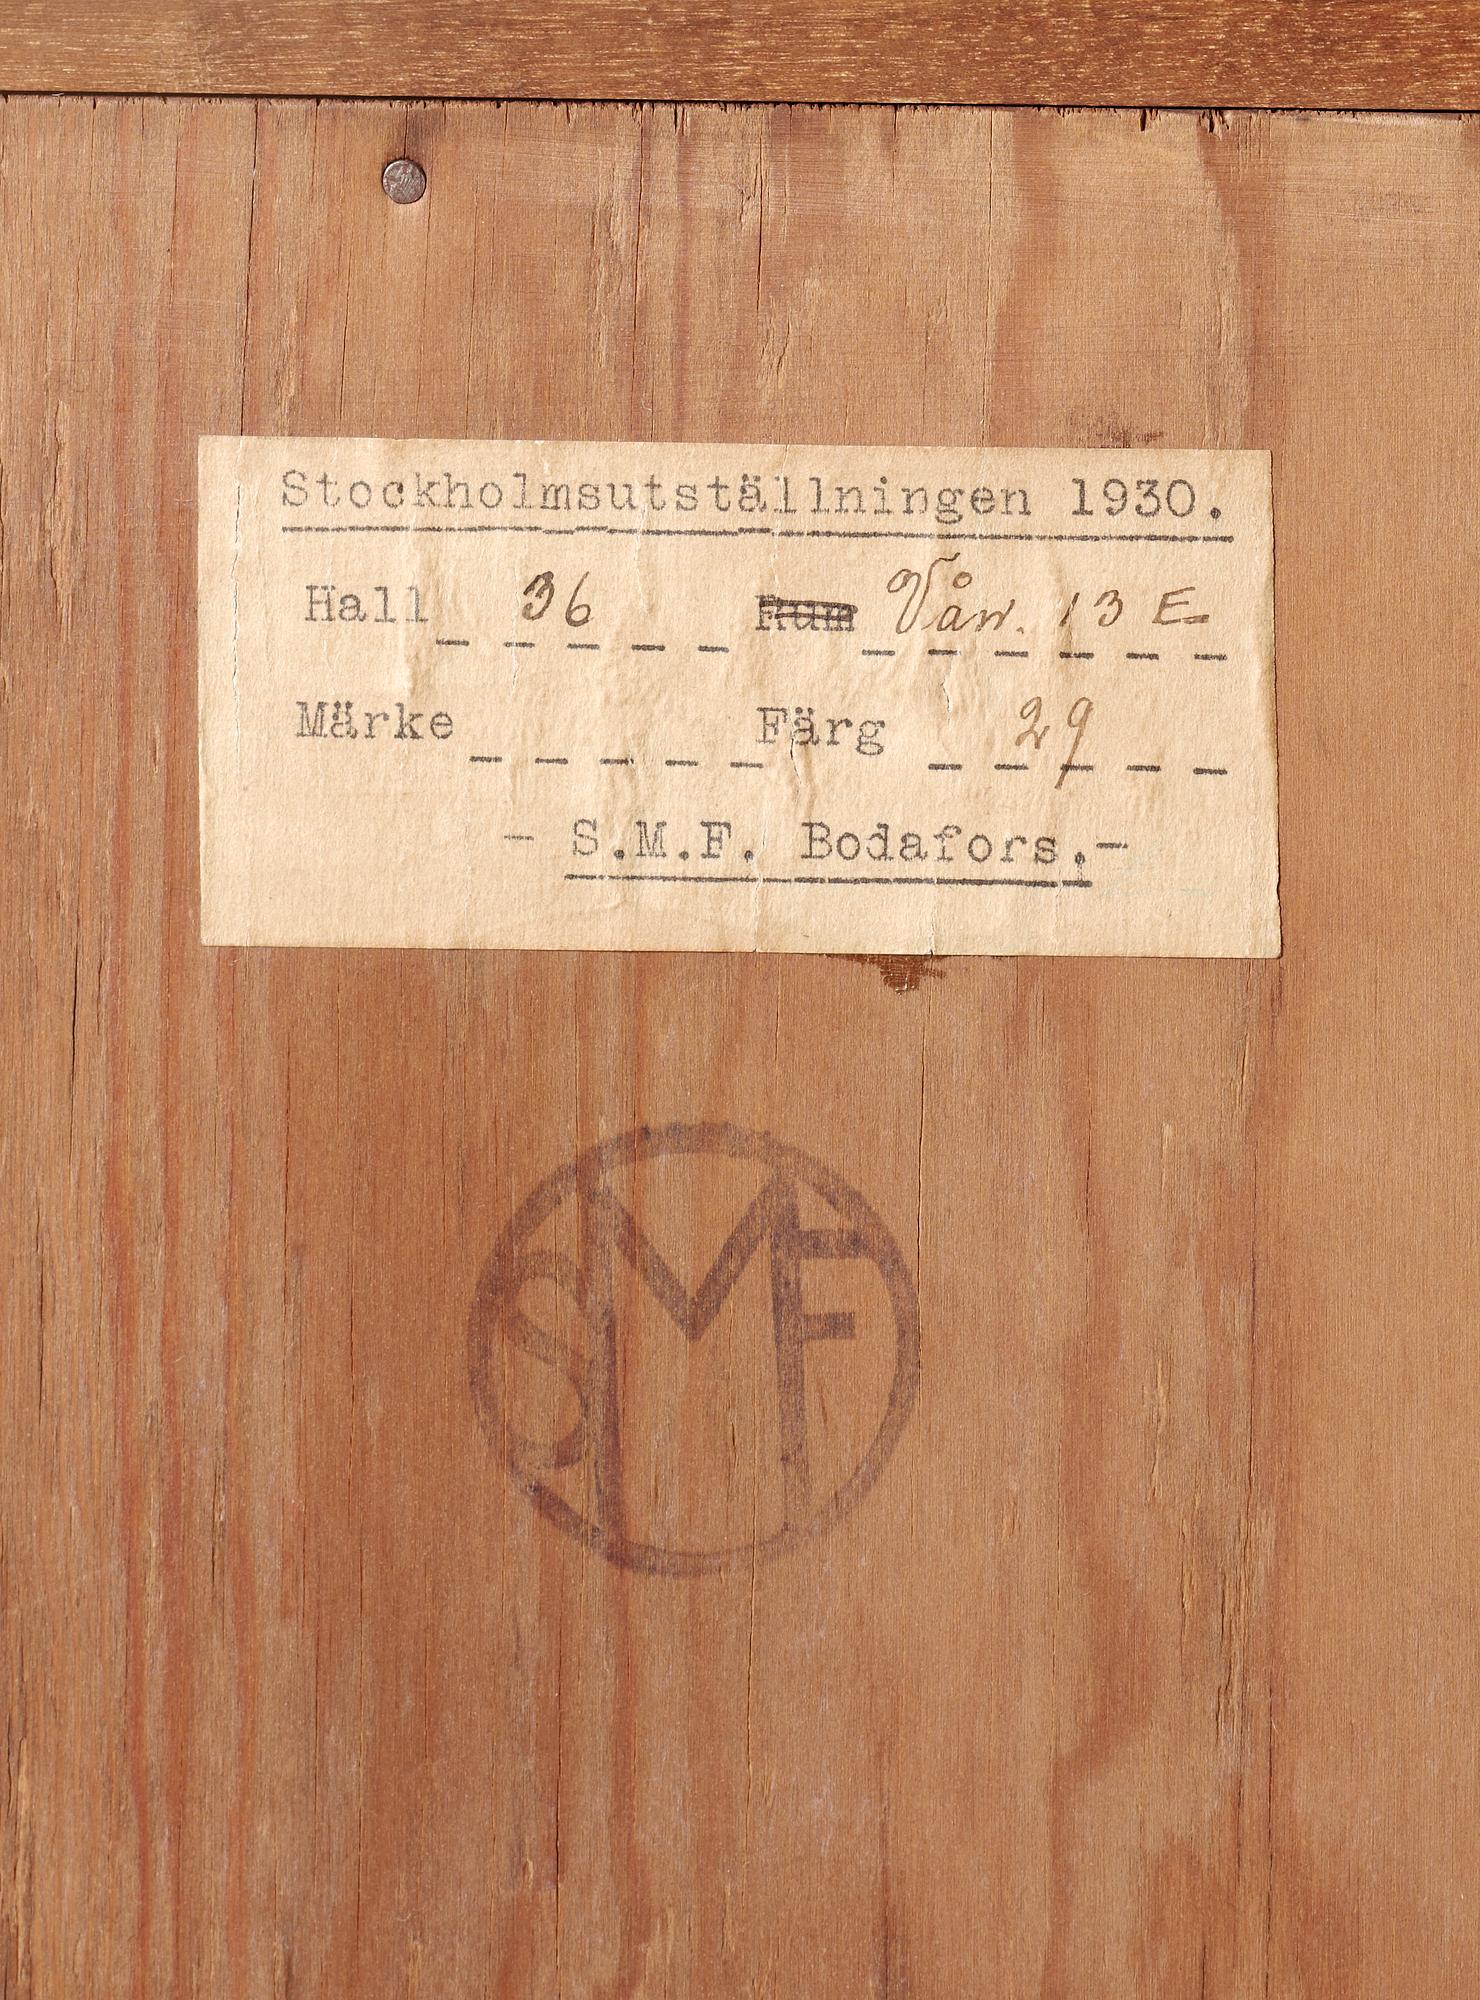 Stockholmsutställningen 1930.
Hall 36 Rum Vån. 13 E
Märke Färg 29
- S.M.F. Bodafors.-
SMF